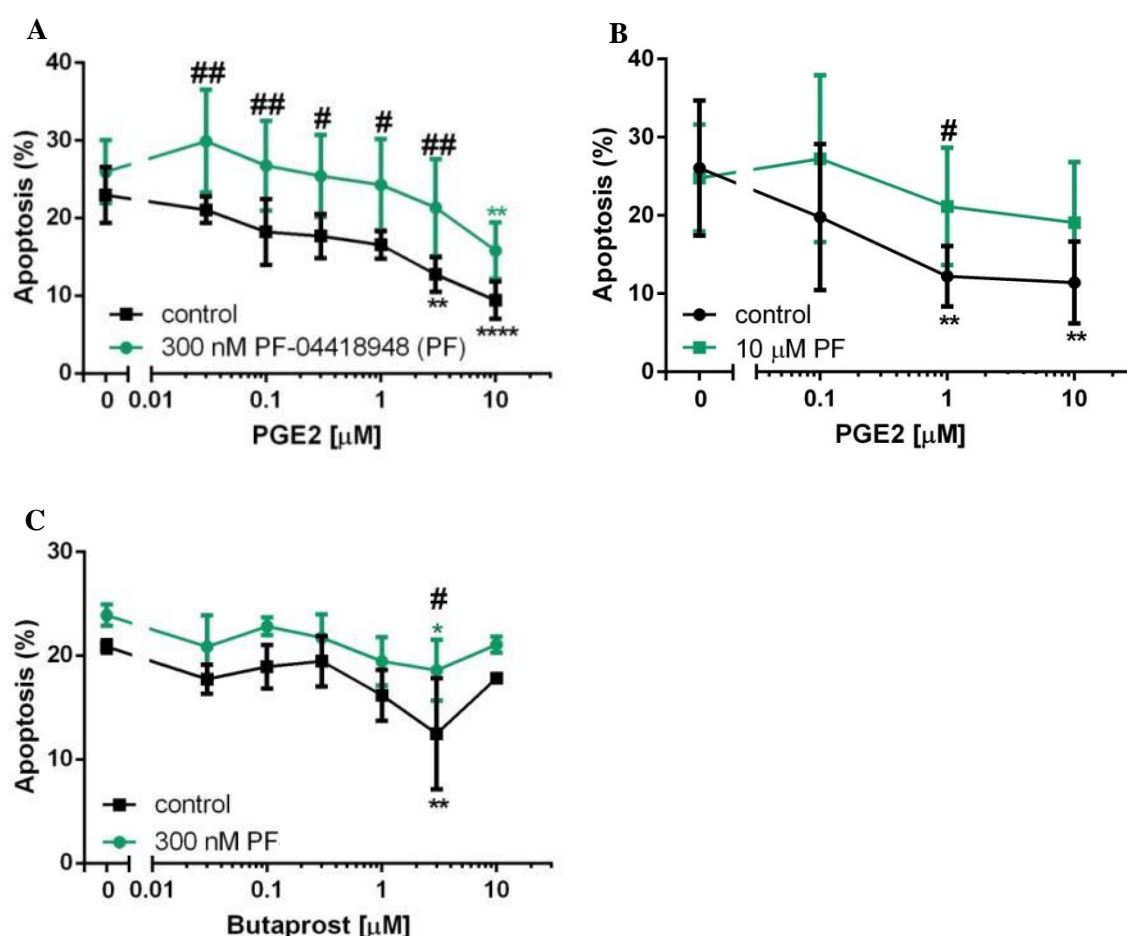 A
Apoptosis (%)
40
30
20
10
0
##
##
#
#
##
**
**
****
control
300 nM PF-04418948 (PF)
0 0.01 0.1 1 10
PGE2 [μM]
B
Apoptosis (%)
40
30
20
10
0
#
**
**
control
10 μM PF
0 0.1 1 10
PGE2 [μM]
C
Apoptosis (%)
30
20
10
0
#
*
**
control
300 nM PF
0 0.01 0.1 1 10
Butaprost [μM]